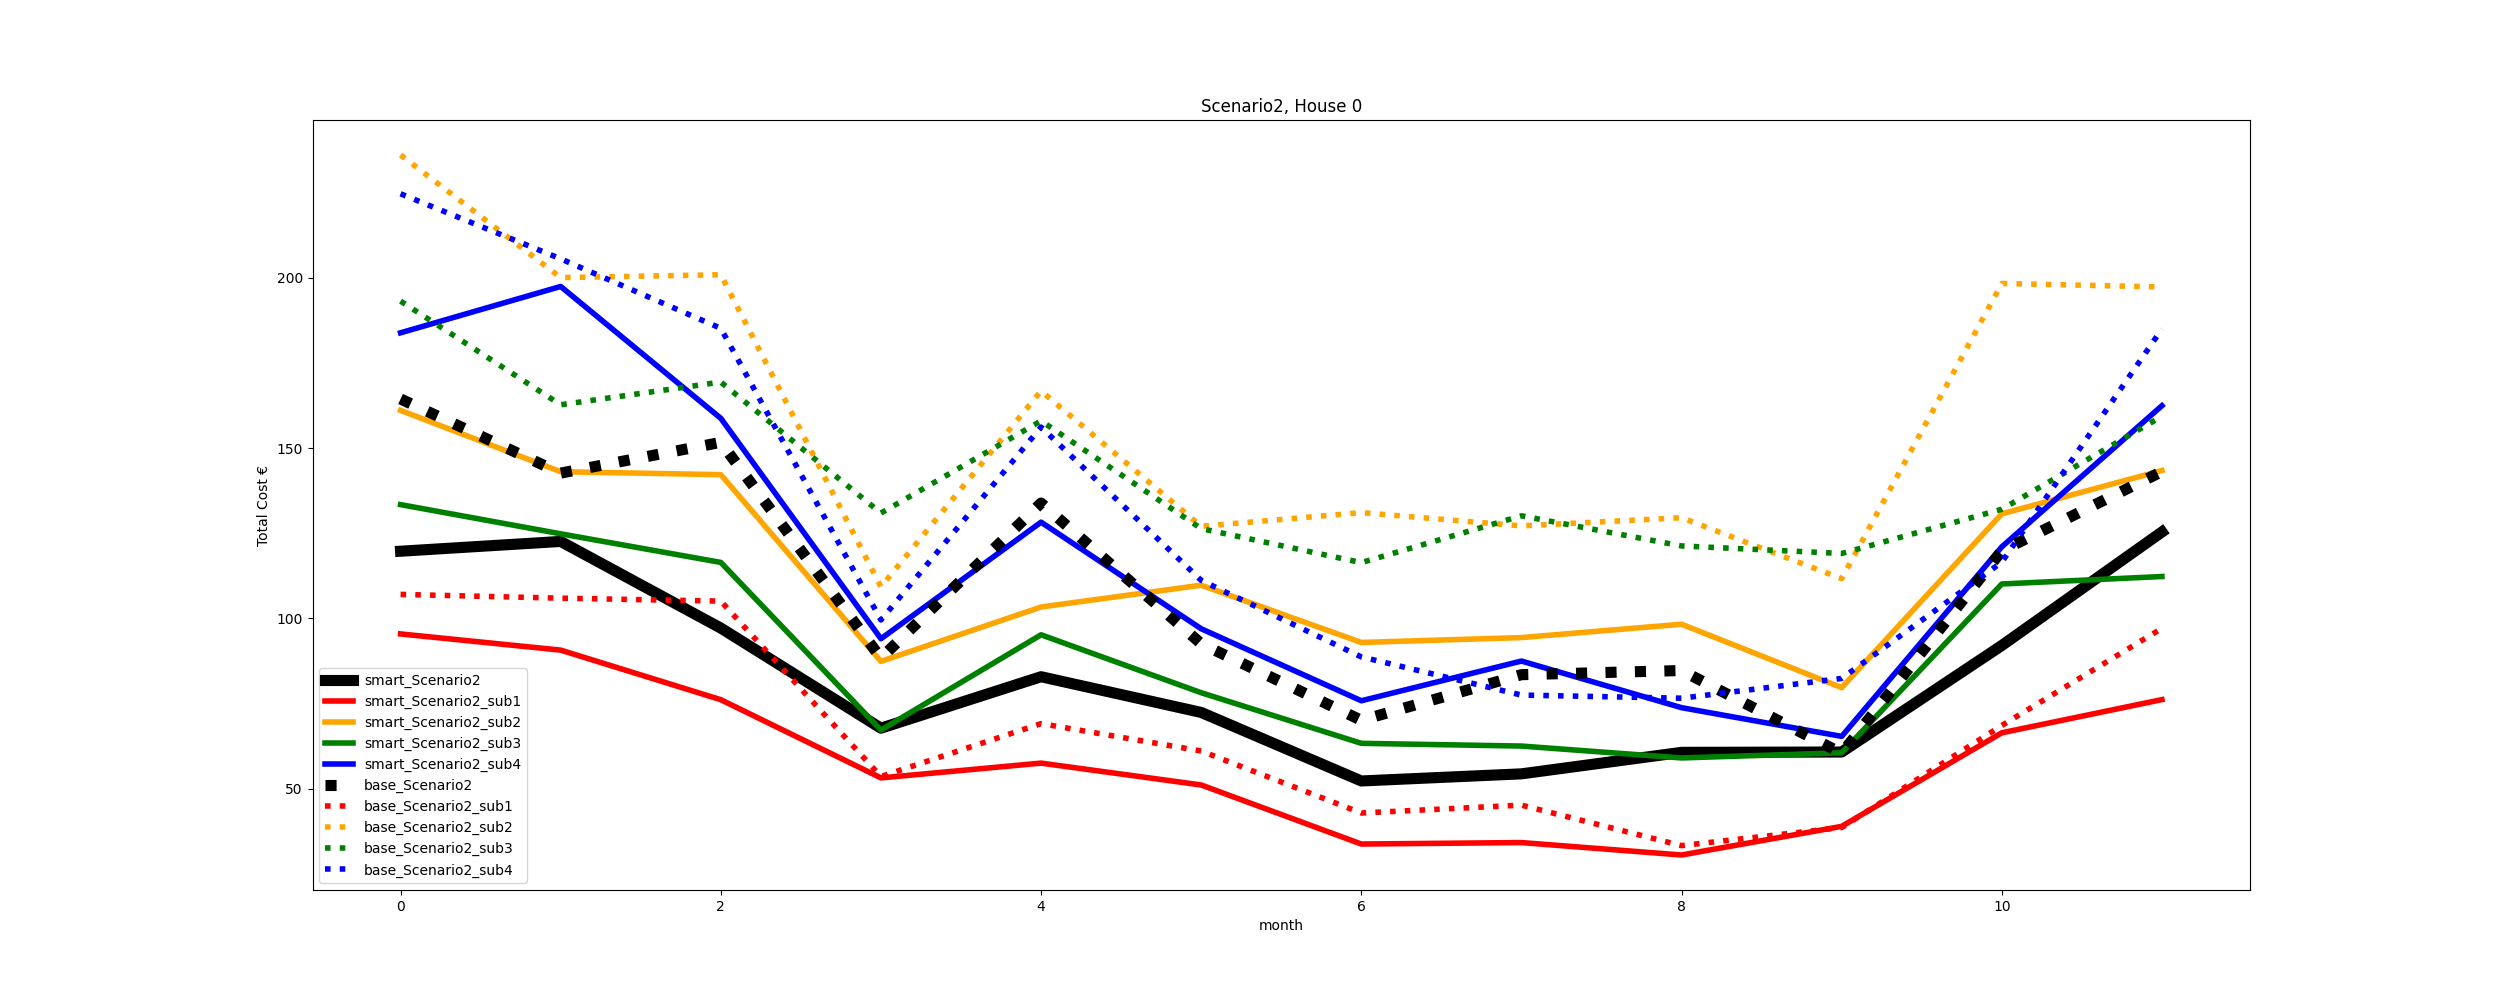 Scenario2, House 0
Total Cost €
200
150
100
50
smart_Scenario2
smart_Scenario2_sub1
smart_Scenario2_sub2
smart_Scenario2_sub3
smart_Scenario2_sub4
base_Scenario2
base_Scenario2_sub1
base_Scenario2_sub2
base_Scenario2_sub3
base_Scenario2_sub4
0 2 4 6 8 10
month